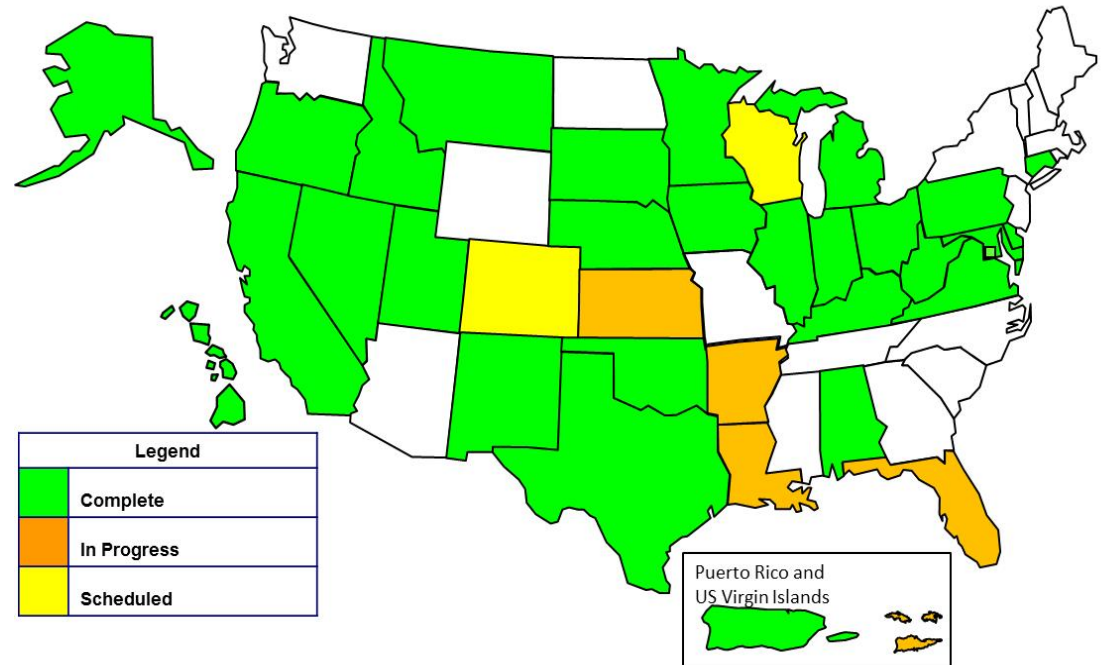 Legend
Complete
In Progress
Scheduled
Puerto Rico and
US Virgin Islands